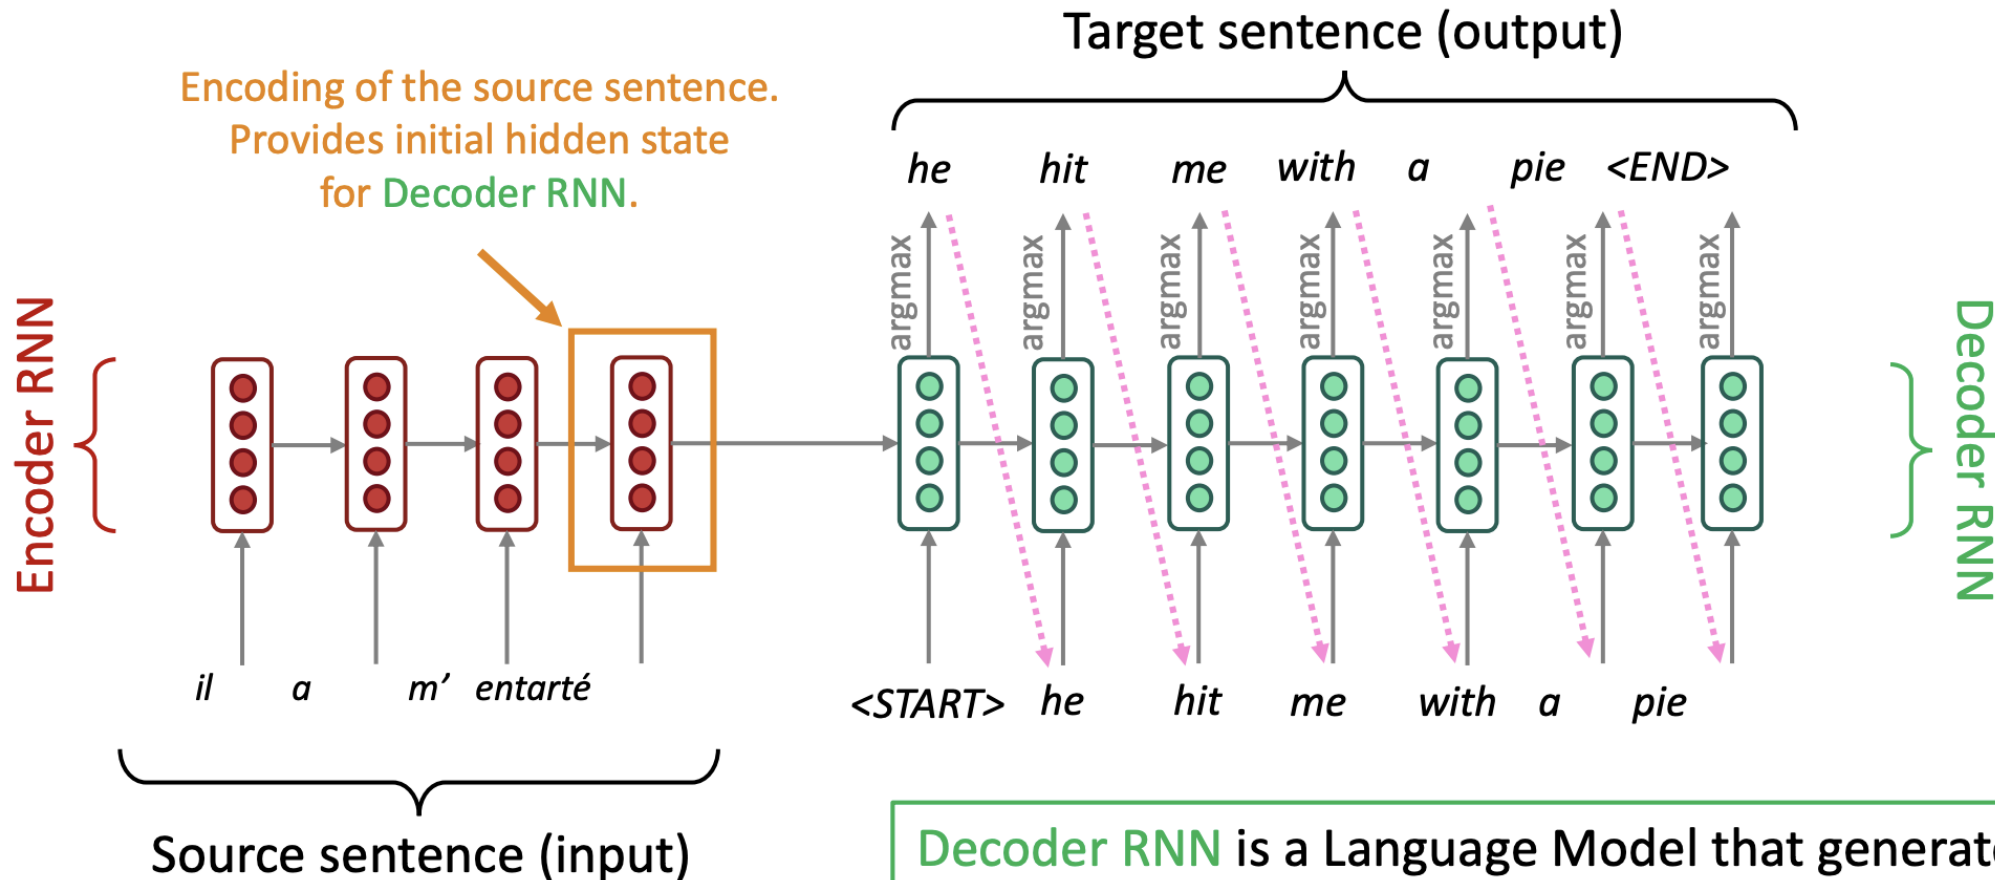 Target sentence (output)
Encoding of the source sentence.
Provides initial hidden state
for Decoder RNN.
he hit me with a pie <END>
argmax argmax argmax argmax argmax argmax argmax
Encoder RNN
Decoder RNN
il a m’ entarté
<START> he hit me with a pie
Source sentence (input)
Decoder RNN is a Language Model that generate